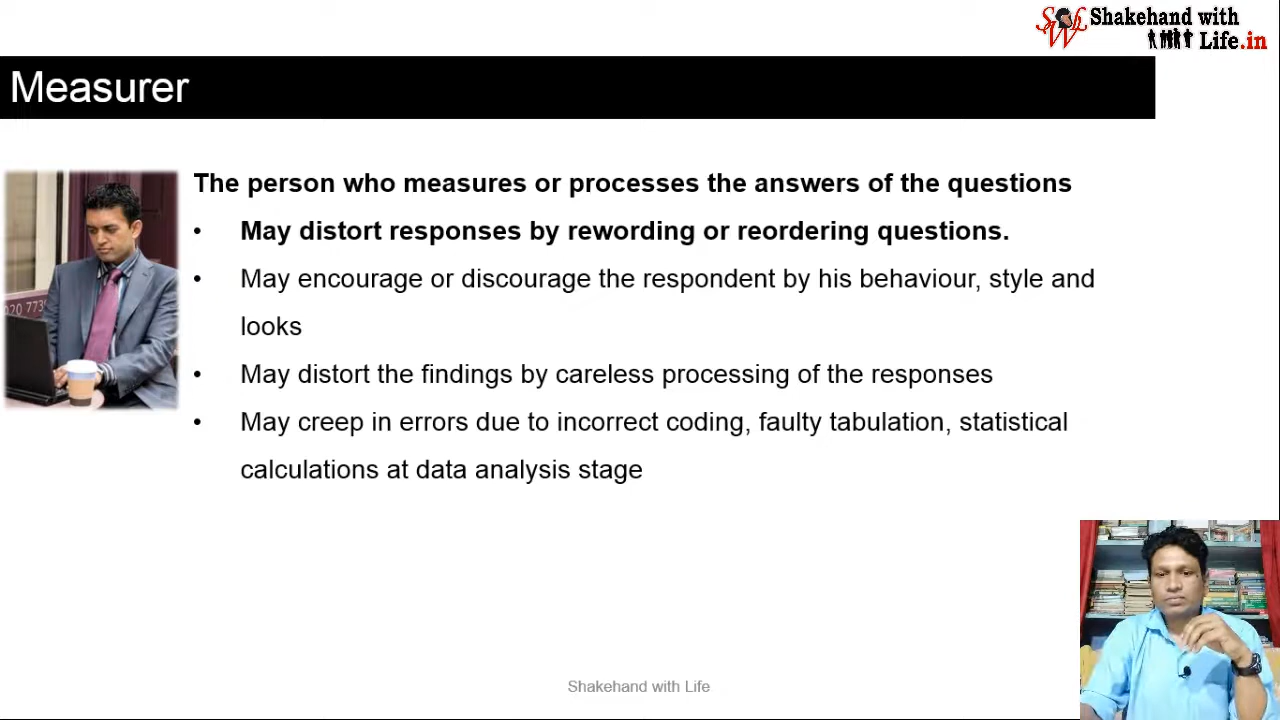 Shakehand with
Life.in
Measurer
The person who measures or processes the answers of the questions
• May distort responses by rewording or reordering questions.
• May encourage or discourage the respondent by his behaviour, style and
looks
• May distort the findings by careless processing of the responses
• May creep in errors due to incorrect coding, faulty tabulation, statistical
calculations at data analysis stage
020 773
Shakehand with Life